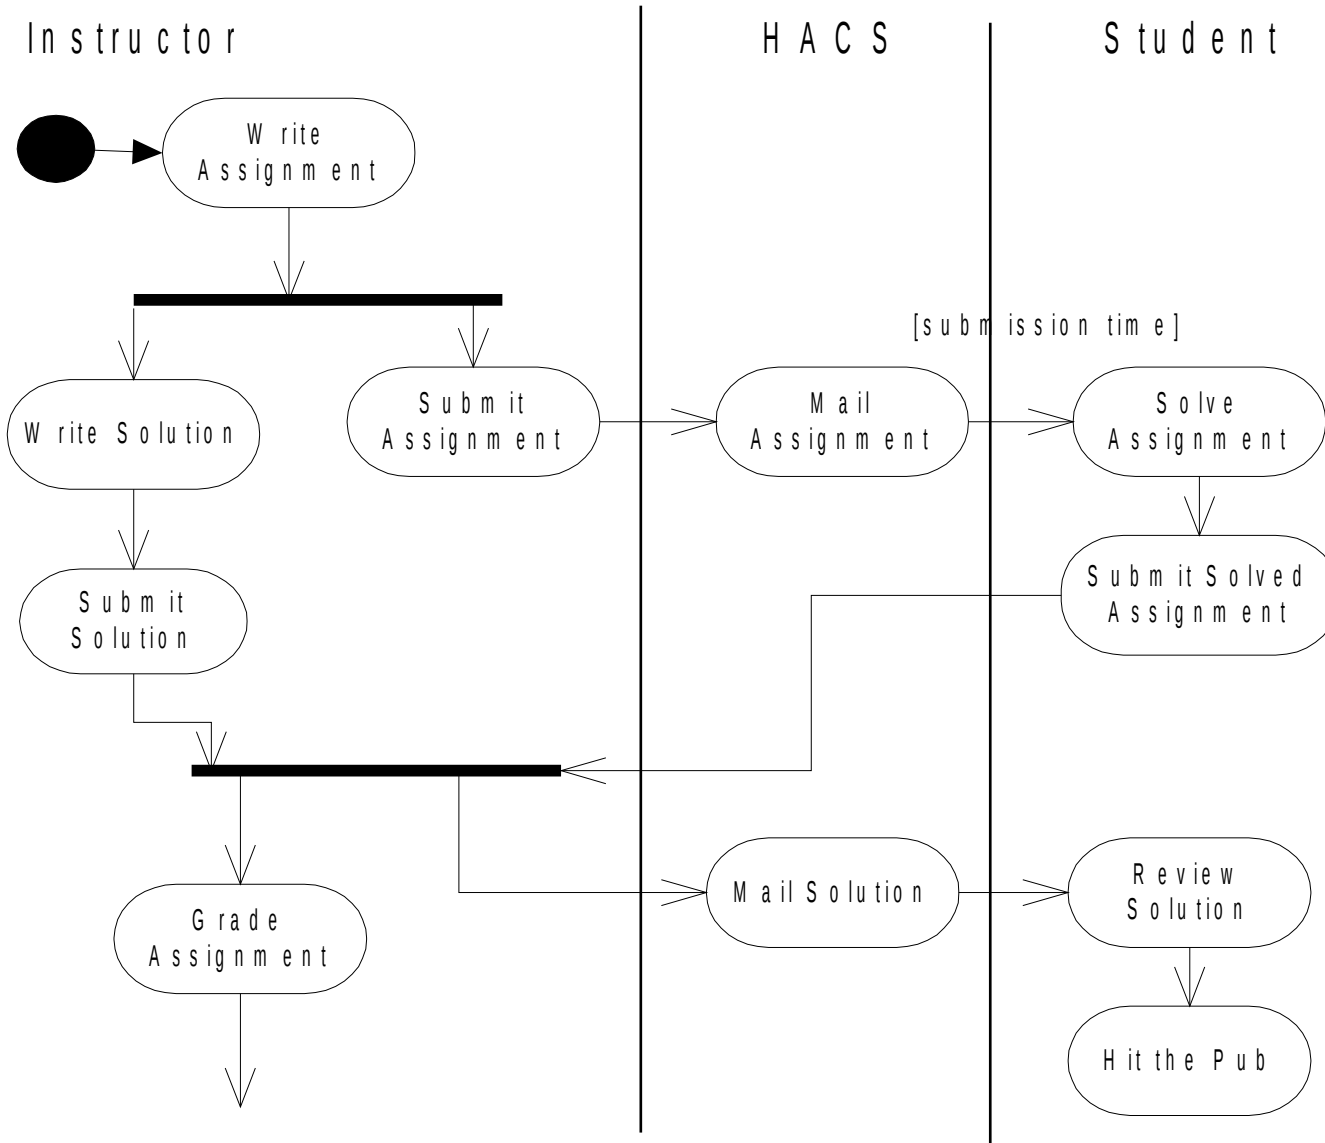 Instructor
HACS
Student
Write
Assignment
[submission time]
Write Solution
Submit
Assignment
Mail
Assignment
Solve
Assignment
Submit
Solution
Submit Solved
Assignment
Grade
Assignment
Mail Solution
Review
Solution
Hit the Pub